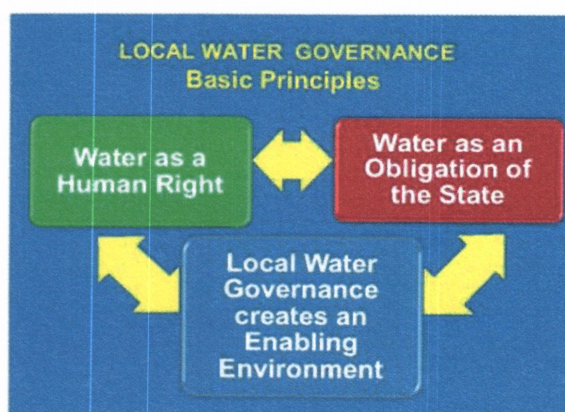 LOCAL WATER GOVERNANCE
Basic Principles
Water as a
Human Right
Water as an
Obligation of
the State
Local Water
Governance
creates an
Enabling
Environment